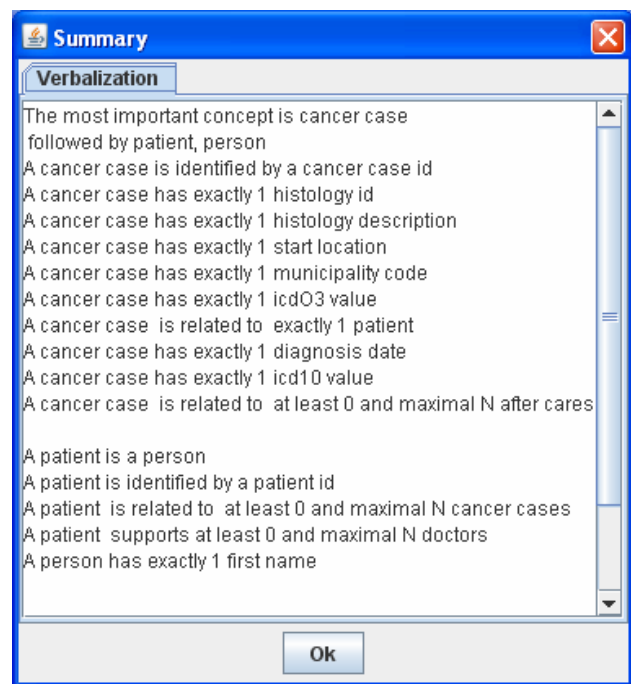 Summary
Verbalization
The most important concept is cancer case
followed by patient, person
A cancer case is identified by a cancer case id
A cancer case has exactly 1 histology id
A cancer case has exactly 1 histology description
A cancer case has exactly 1 start location
A cancer case has exactly 1 municipality code
A cancer case has exactly 1 icdO3 value
A cancer case  is related to  exactly 1 patient
A cancer case has exactly 1 diagnosis date
A cancer case has exactly 1 icd10 value
A cancer case  is related to  at least 0 and maximal N after cares
A patient is a person
A patient is identified by a patient id
A patient  is related to  at least 0 and maximal N cancer cases
A patient  supports at least 0 and maximal N doctors
A person has exactly 1 first name
Ok